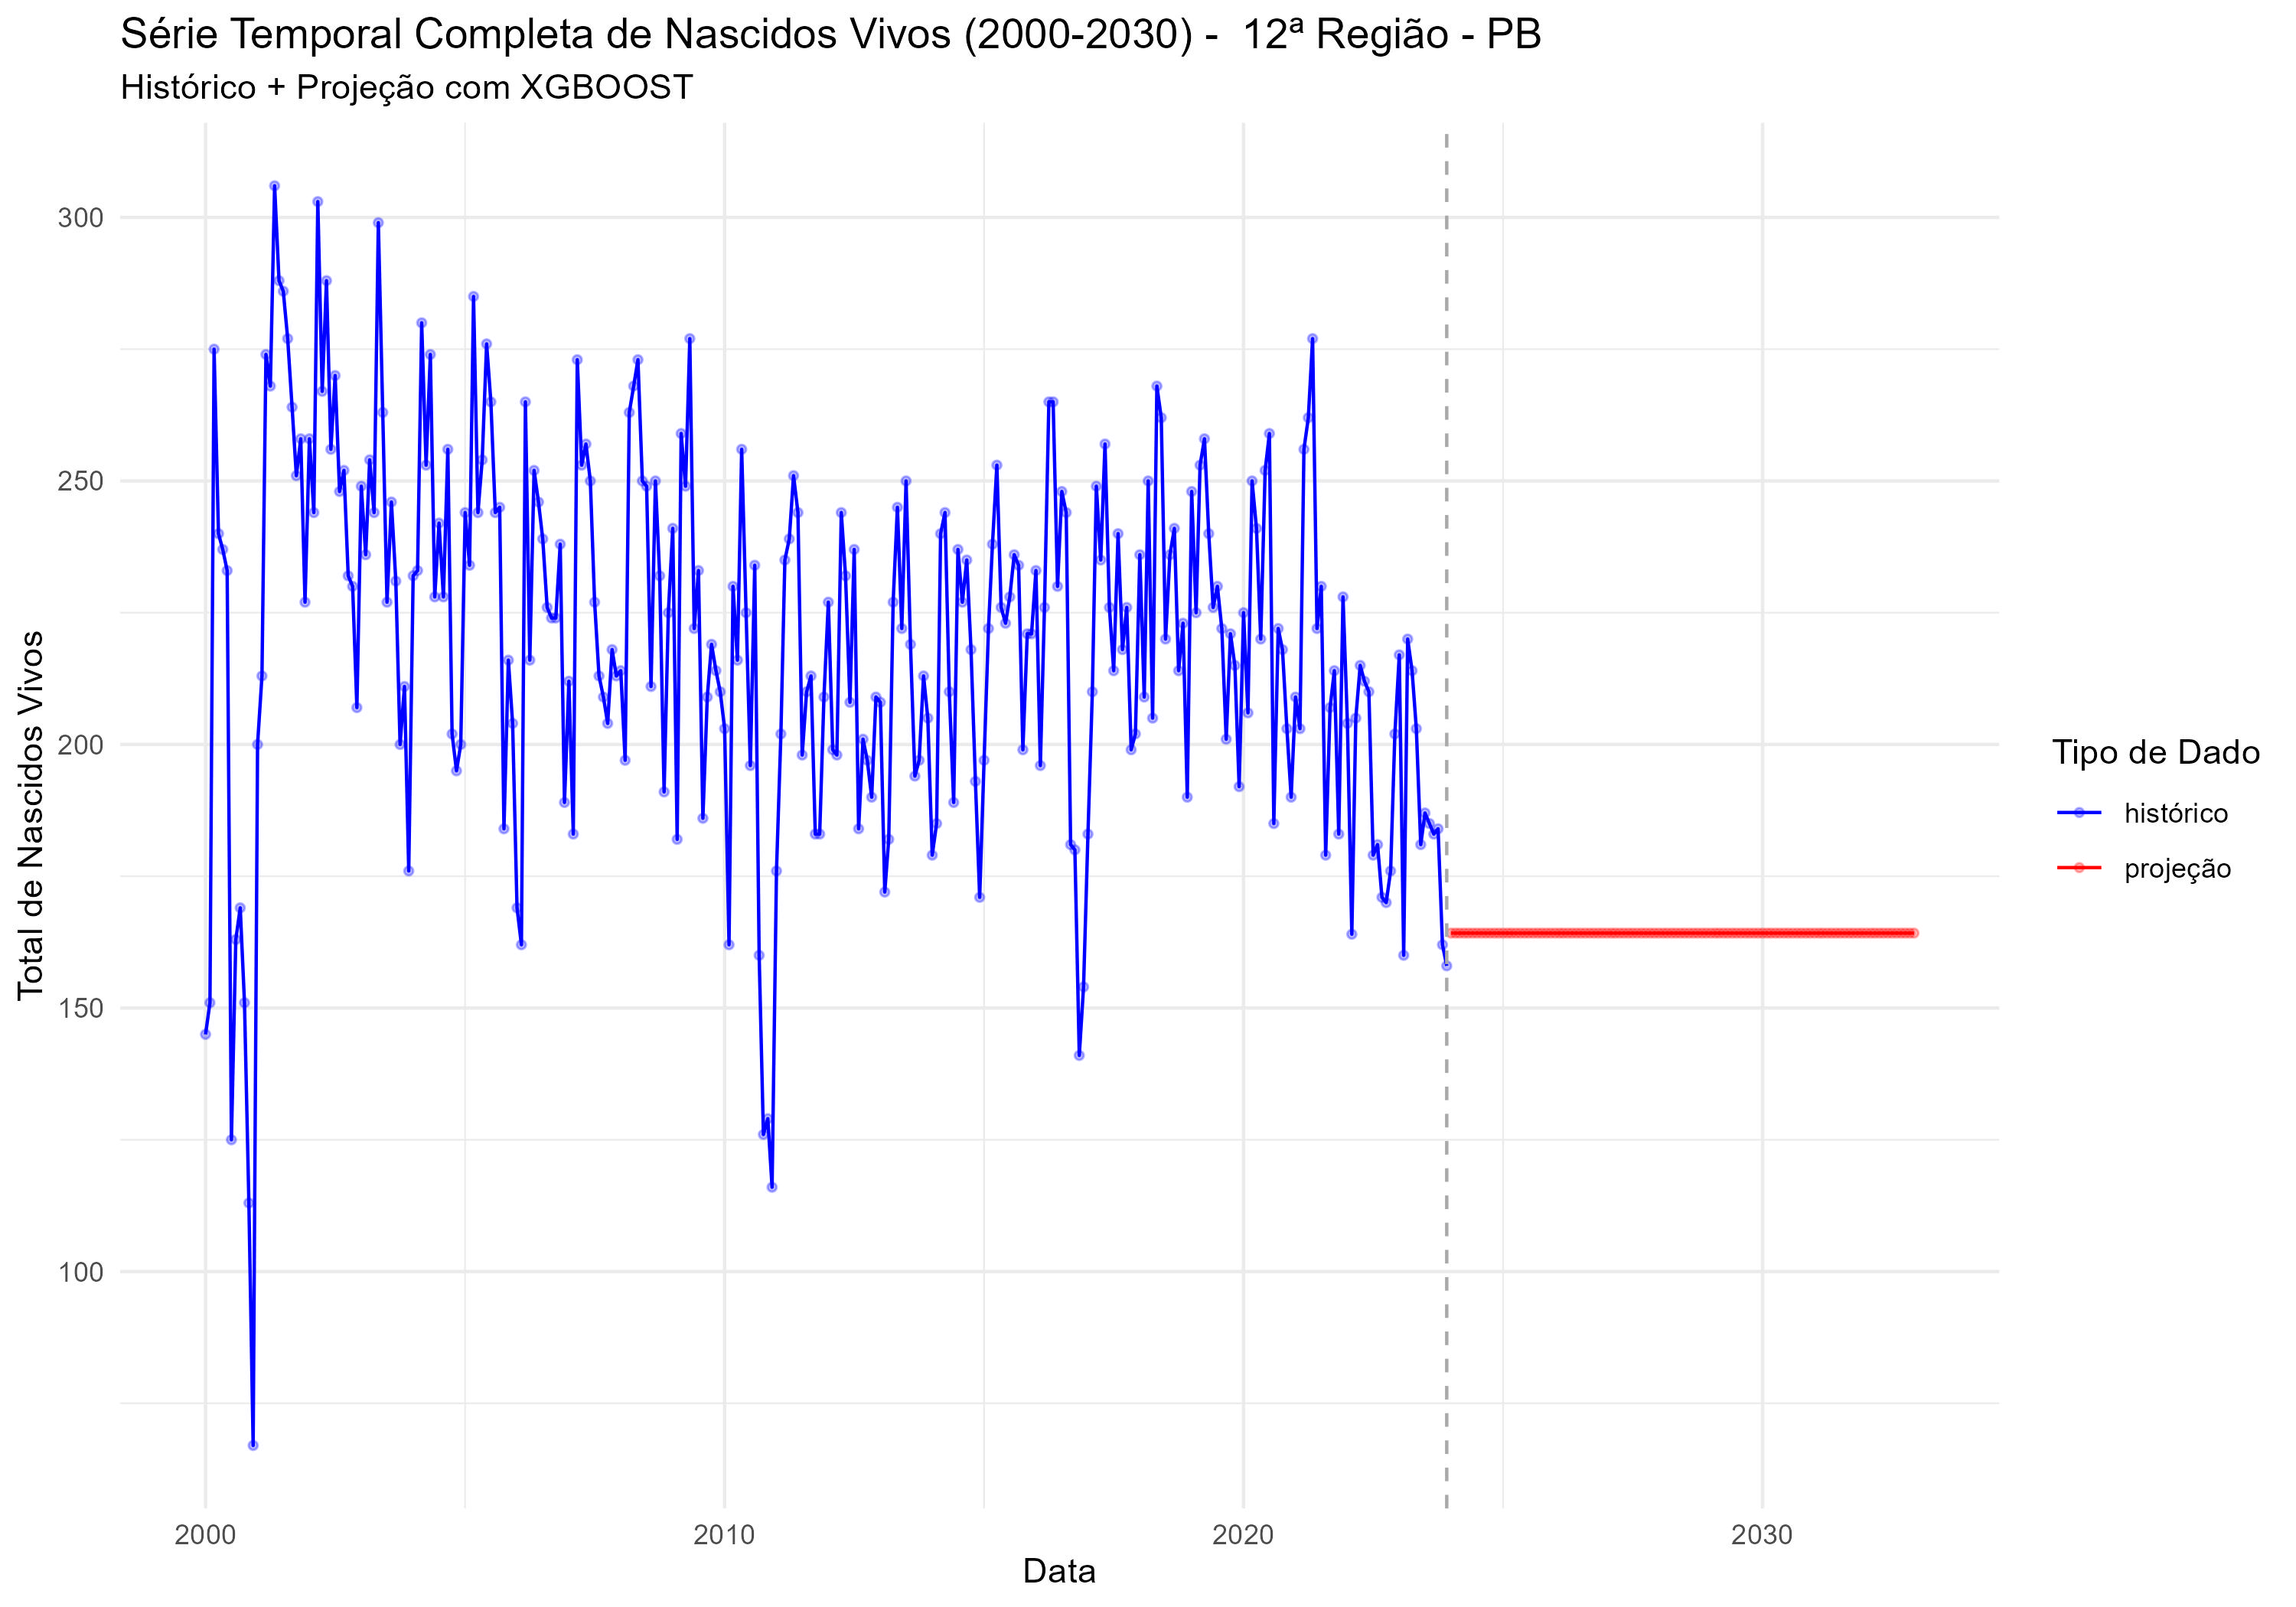 Série Temporal Completa de Nascidos Vivos (2000-2030) -  12ª Região - PB
Histórico + Projeção com XGBOOST
Total de Nascidos Vivos
300
250
200
150
100
2000
2010
2020
2030
Data
Tipo de Dado
histórico
projeção